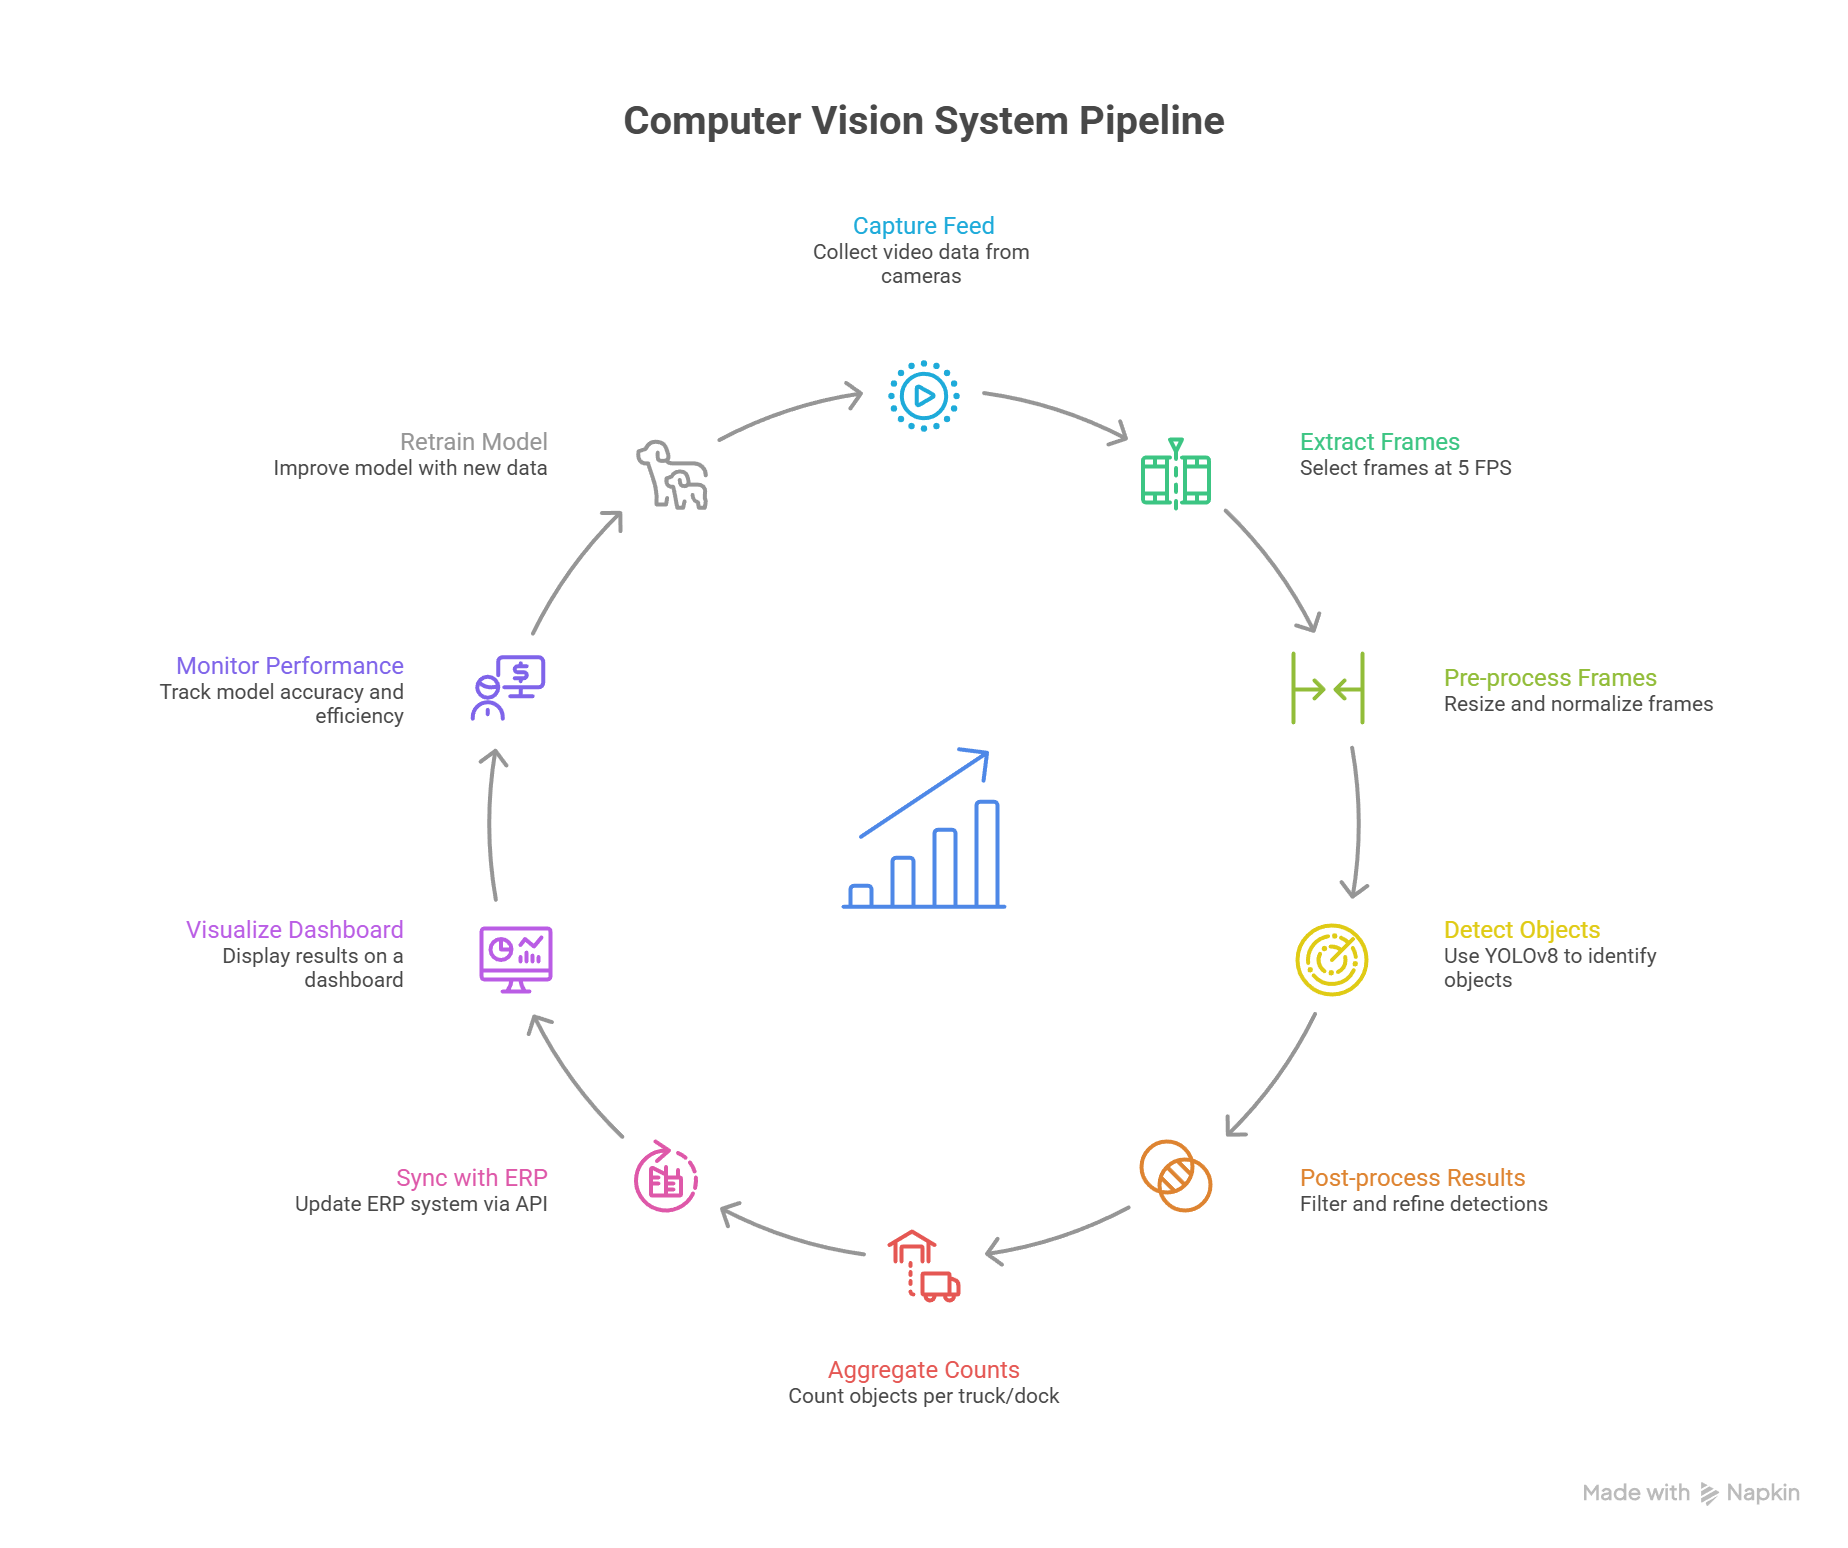 Computer Vision System Pipeline
Capture Feed
Collect video data from
cameras
Extract Frames
Select frames at 5 FPS
Pre-process Frames
Resize and normalize frames
Detect Objects
Use YOLOv8 to identify
objects
Post-process Results
Filter and refine detections
Aggregate Counts
Count objects per truck/dock
Sync with ERP
Update ERP system via API
Visualize Dashboard
Display results on a
dashboard
Monitor Performance
Track model accuracy and
efficiency
$
Retrain Model
Improve model with new data
Made with Napkin